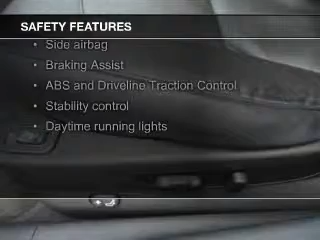 SAFETY FEATURES
• Side airbag
• Braking Assist
• ABS and Driveline Traction Control
• Stability control
• Daytime running lights